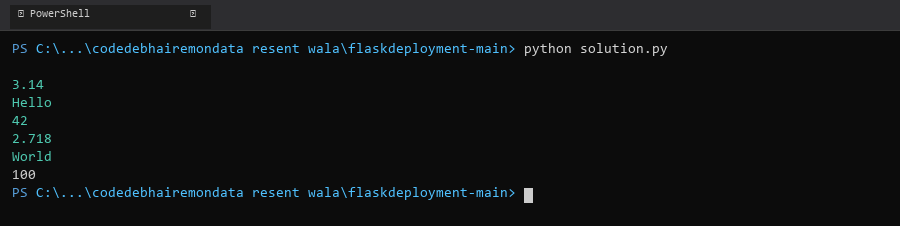 PowerShell
PS C:\...\codedebhairemondata resent wala\flaskdeployment-main> python solution.py
3.14
Hello
42
2.718
World
100
PS C:\...\codedebhairemondata resent wala\flaskdeployment-main>